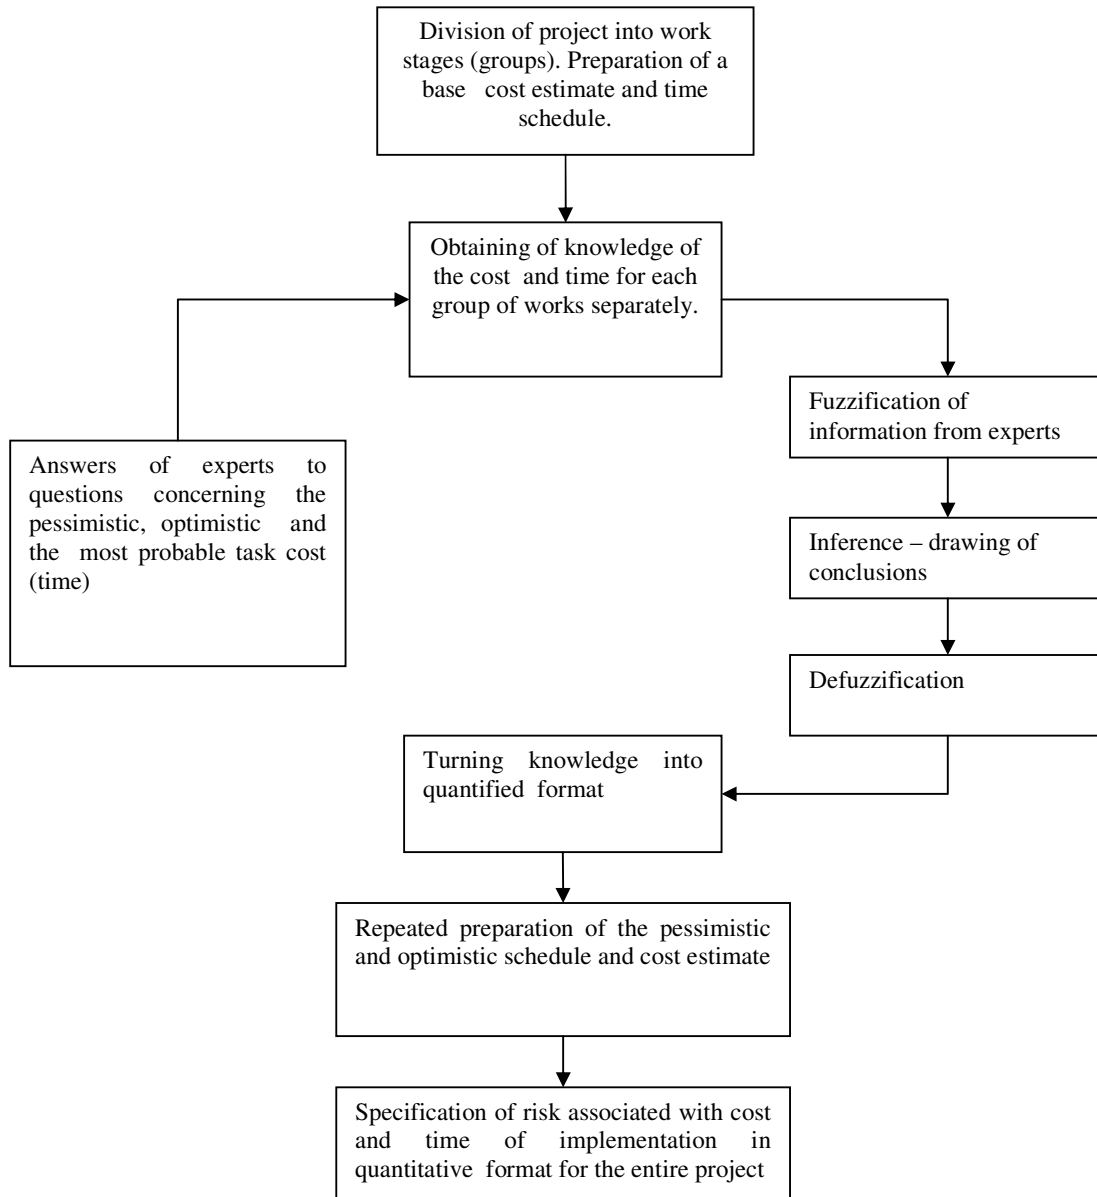 Division of project into work
stages (groups). Preparation of a
base cost estimate and time
schedule.
Obtaining of knowledge of
the cost and time for each
group of works separately.
Answers of experts to
questions concerning the
pessimistic, optimistic and
the most probable task cost
(time)
Fuzzification of
information from experts
Inference – drawing of
conclusions
Defuzzification
Turning knowledge into
quantified format
Repeated preparation of the pessimistic
and optimistic schedule and cost estimate
Specification of risk associated with cost
and time of implementation in
quantitative format for the entire project